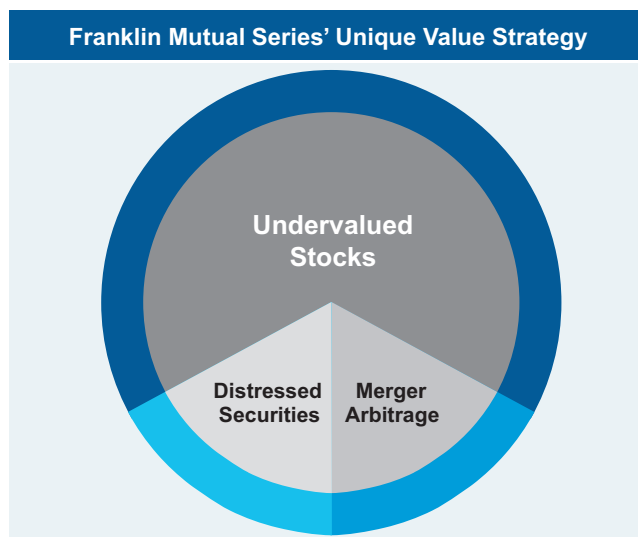 Franklin Mutual Series’ Unique Value Strategy
Undervalued
Stocks
Distressed
Securities
Merger
Arbitrage